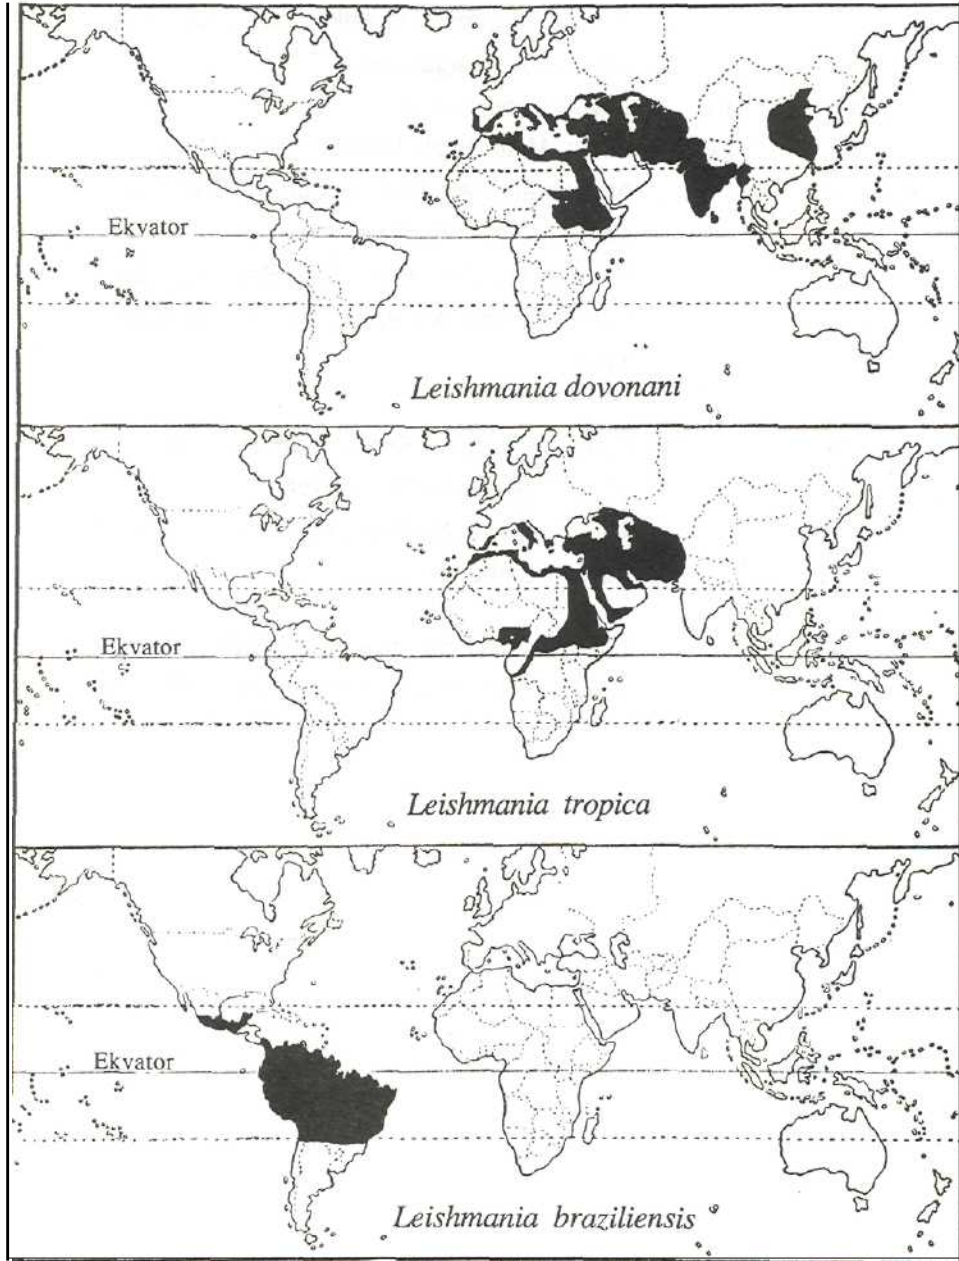 Ekvator
Leishmania dovonani
Ekvator
Leishmania tropica
Ekvator
Leishmania braziliensis